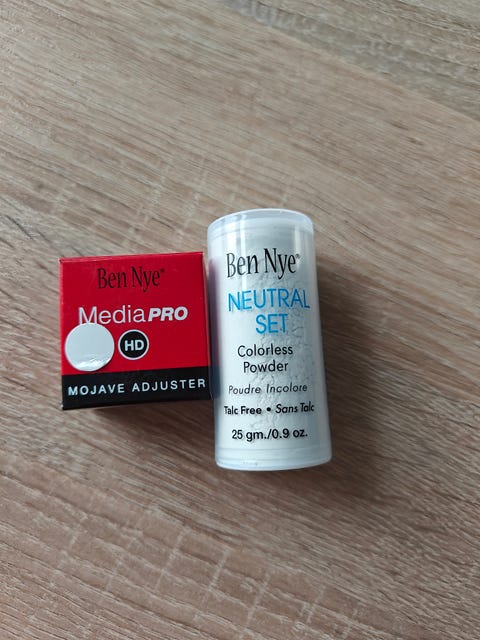 Ben Nye®
MediaPRO
HD
MOJAVE ADJUSTER
Ben Nye®
NEUTRAL
SET
Colorless
Powder
Poudre Incolore
Talc Free • Sans Talc
25 gm./0.9 oz.